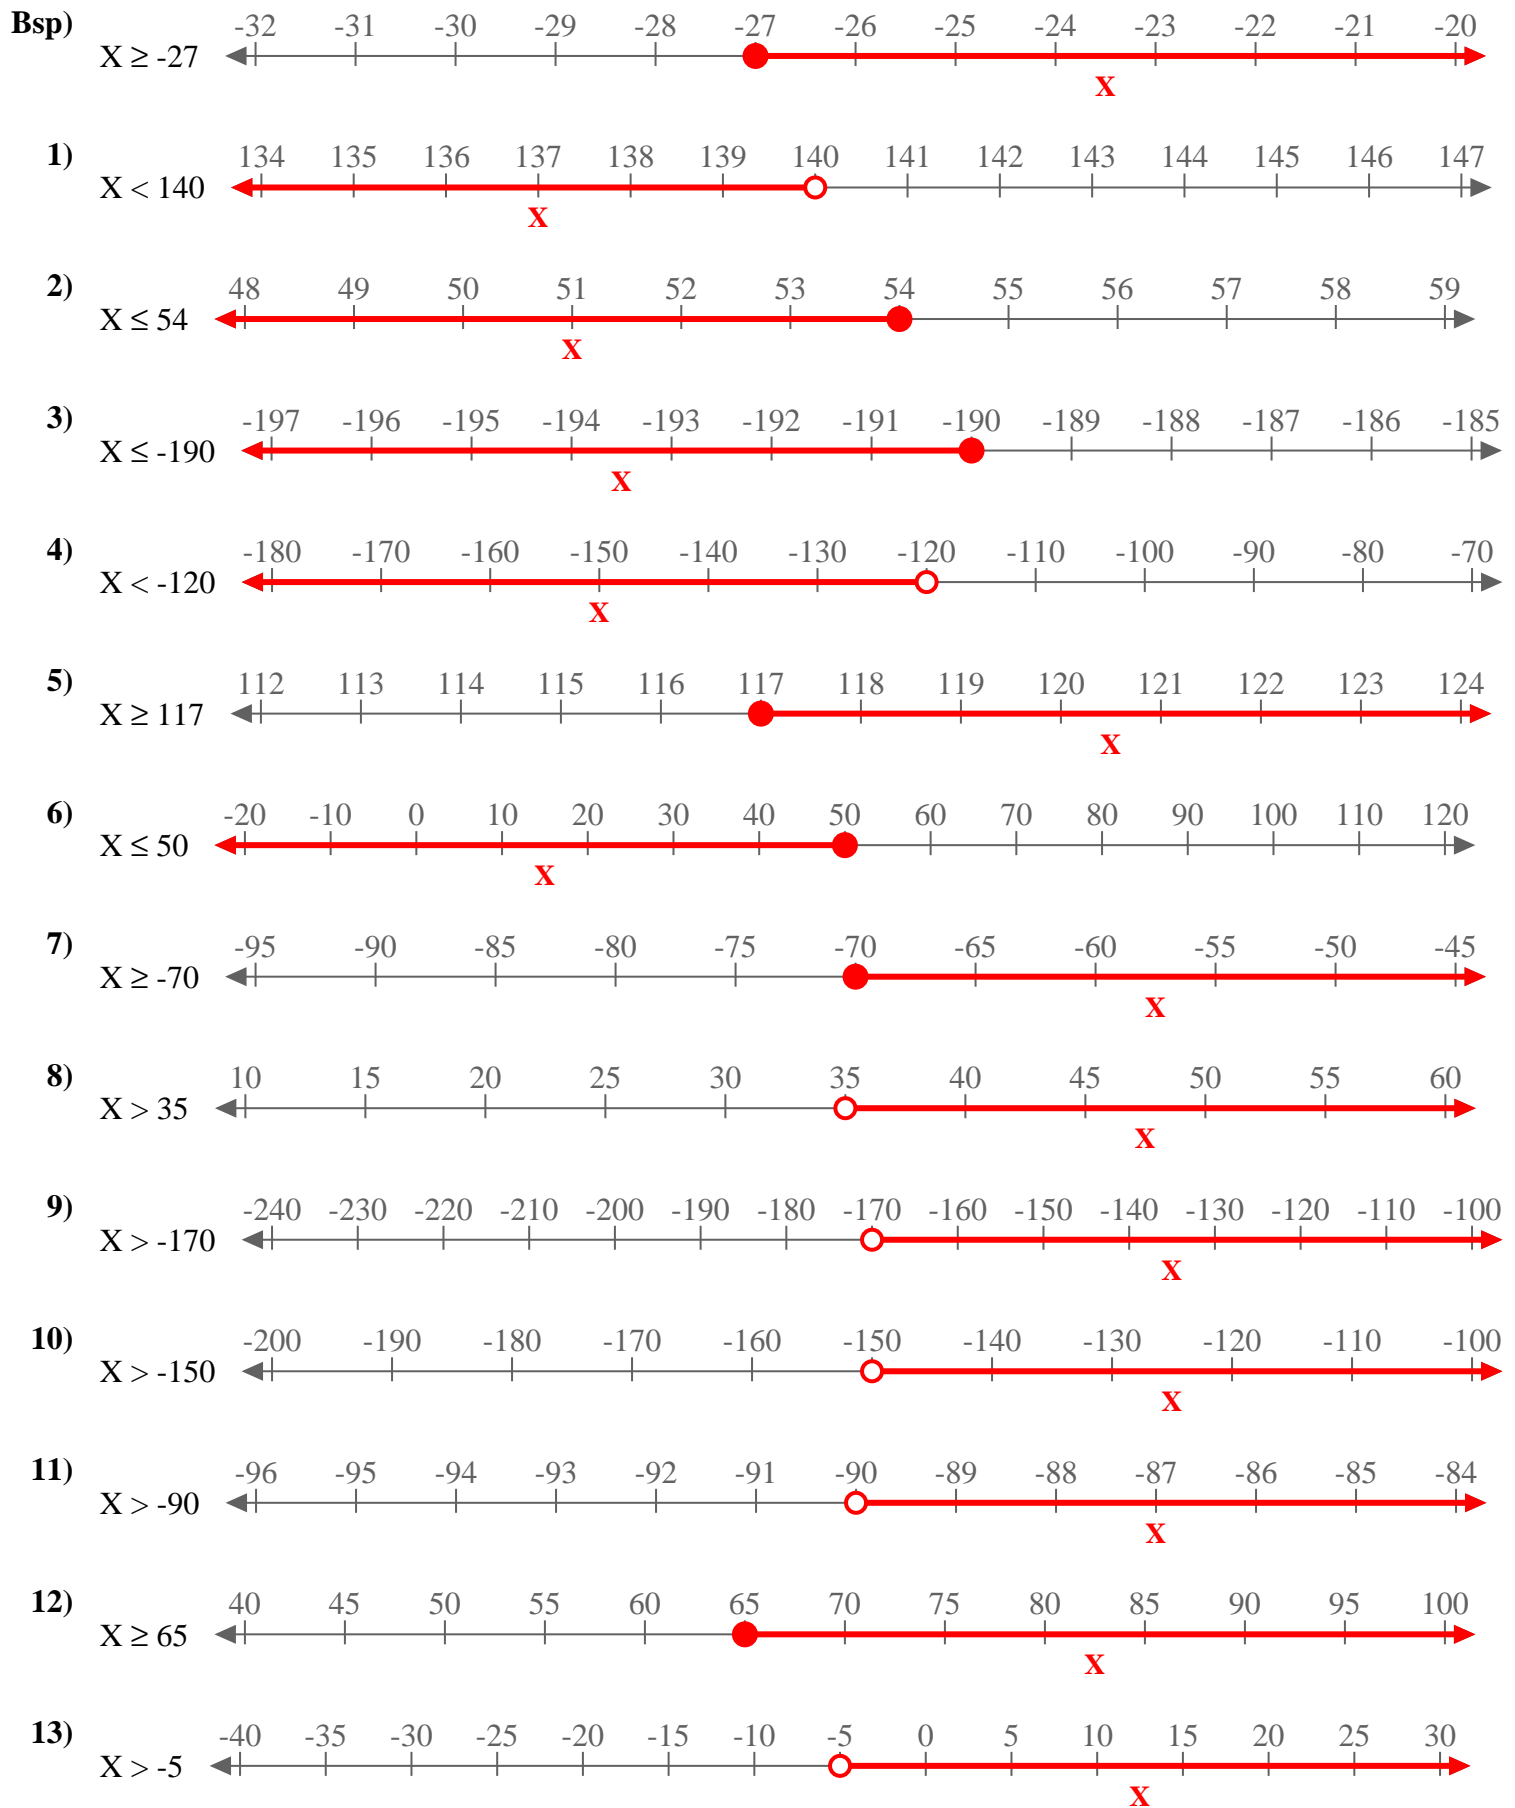 Bsp) -32 -31 -30 -29 -28 -27 -26 -25 -24 -23 -22 -21 -20
X ≥ -27
X
1) 134 135 136 137 138 139 140 141 142 143 144 145 146 147
X < 140
X
2) 48 49 50 51 52 53 54 55 56 57 58 59
X ≤ 54
X
3) -197 -196 -195 -194 -193 -192 -191 -190 -189 -188 -187 -186 -185
X ≤ -190
X
4) -180 -170 -160 -150 -140 -130 -120 -110 -100 -90 -80 -70
X < -120
X
5) 112 113 114 115 116 117 118 119 120 121 122 123 124
X ≥ 117
X
6) -20 -10 0 10 20 30 40 50 60 70 80 90 100 110 120
X ≤ 50
X
7) -95 -90 -85 -80 -75 -70 -65 -60 -55 -50 -45
X ≥ -70
X
8) 10 15 20 25 30 35 40 45 50 55 60
X > 35
X
9) -240 -230 -220 -210 -200 -190 -180 -170 -160 -150 -140 -130 -120 -110 -100
X > -170
X
10) -200 -190 -180 -170 -160 -150 -140 -130 -120 -110 -100
X > -150
X
11) -96 -95 -94 -93 -92 -91 -90 -89 -88 -87 -86 -85 -84
X > -90
X
12) 40 45 50 55 60 65 70 75 80 85 90 95 100
X ≥ 65
X
13) -40 -35 -30 -25 -20 -15 -10 -5 0 5 10 15 20 25 30
X > -5
X